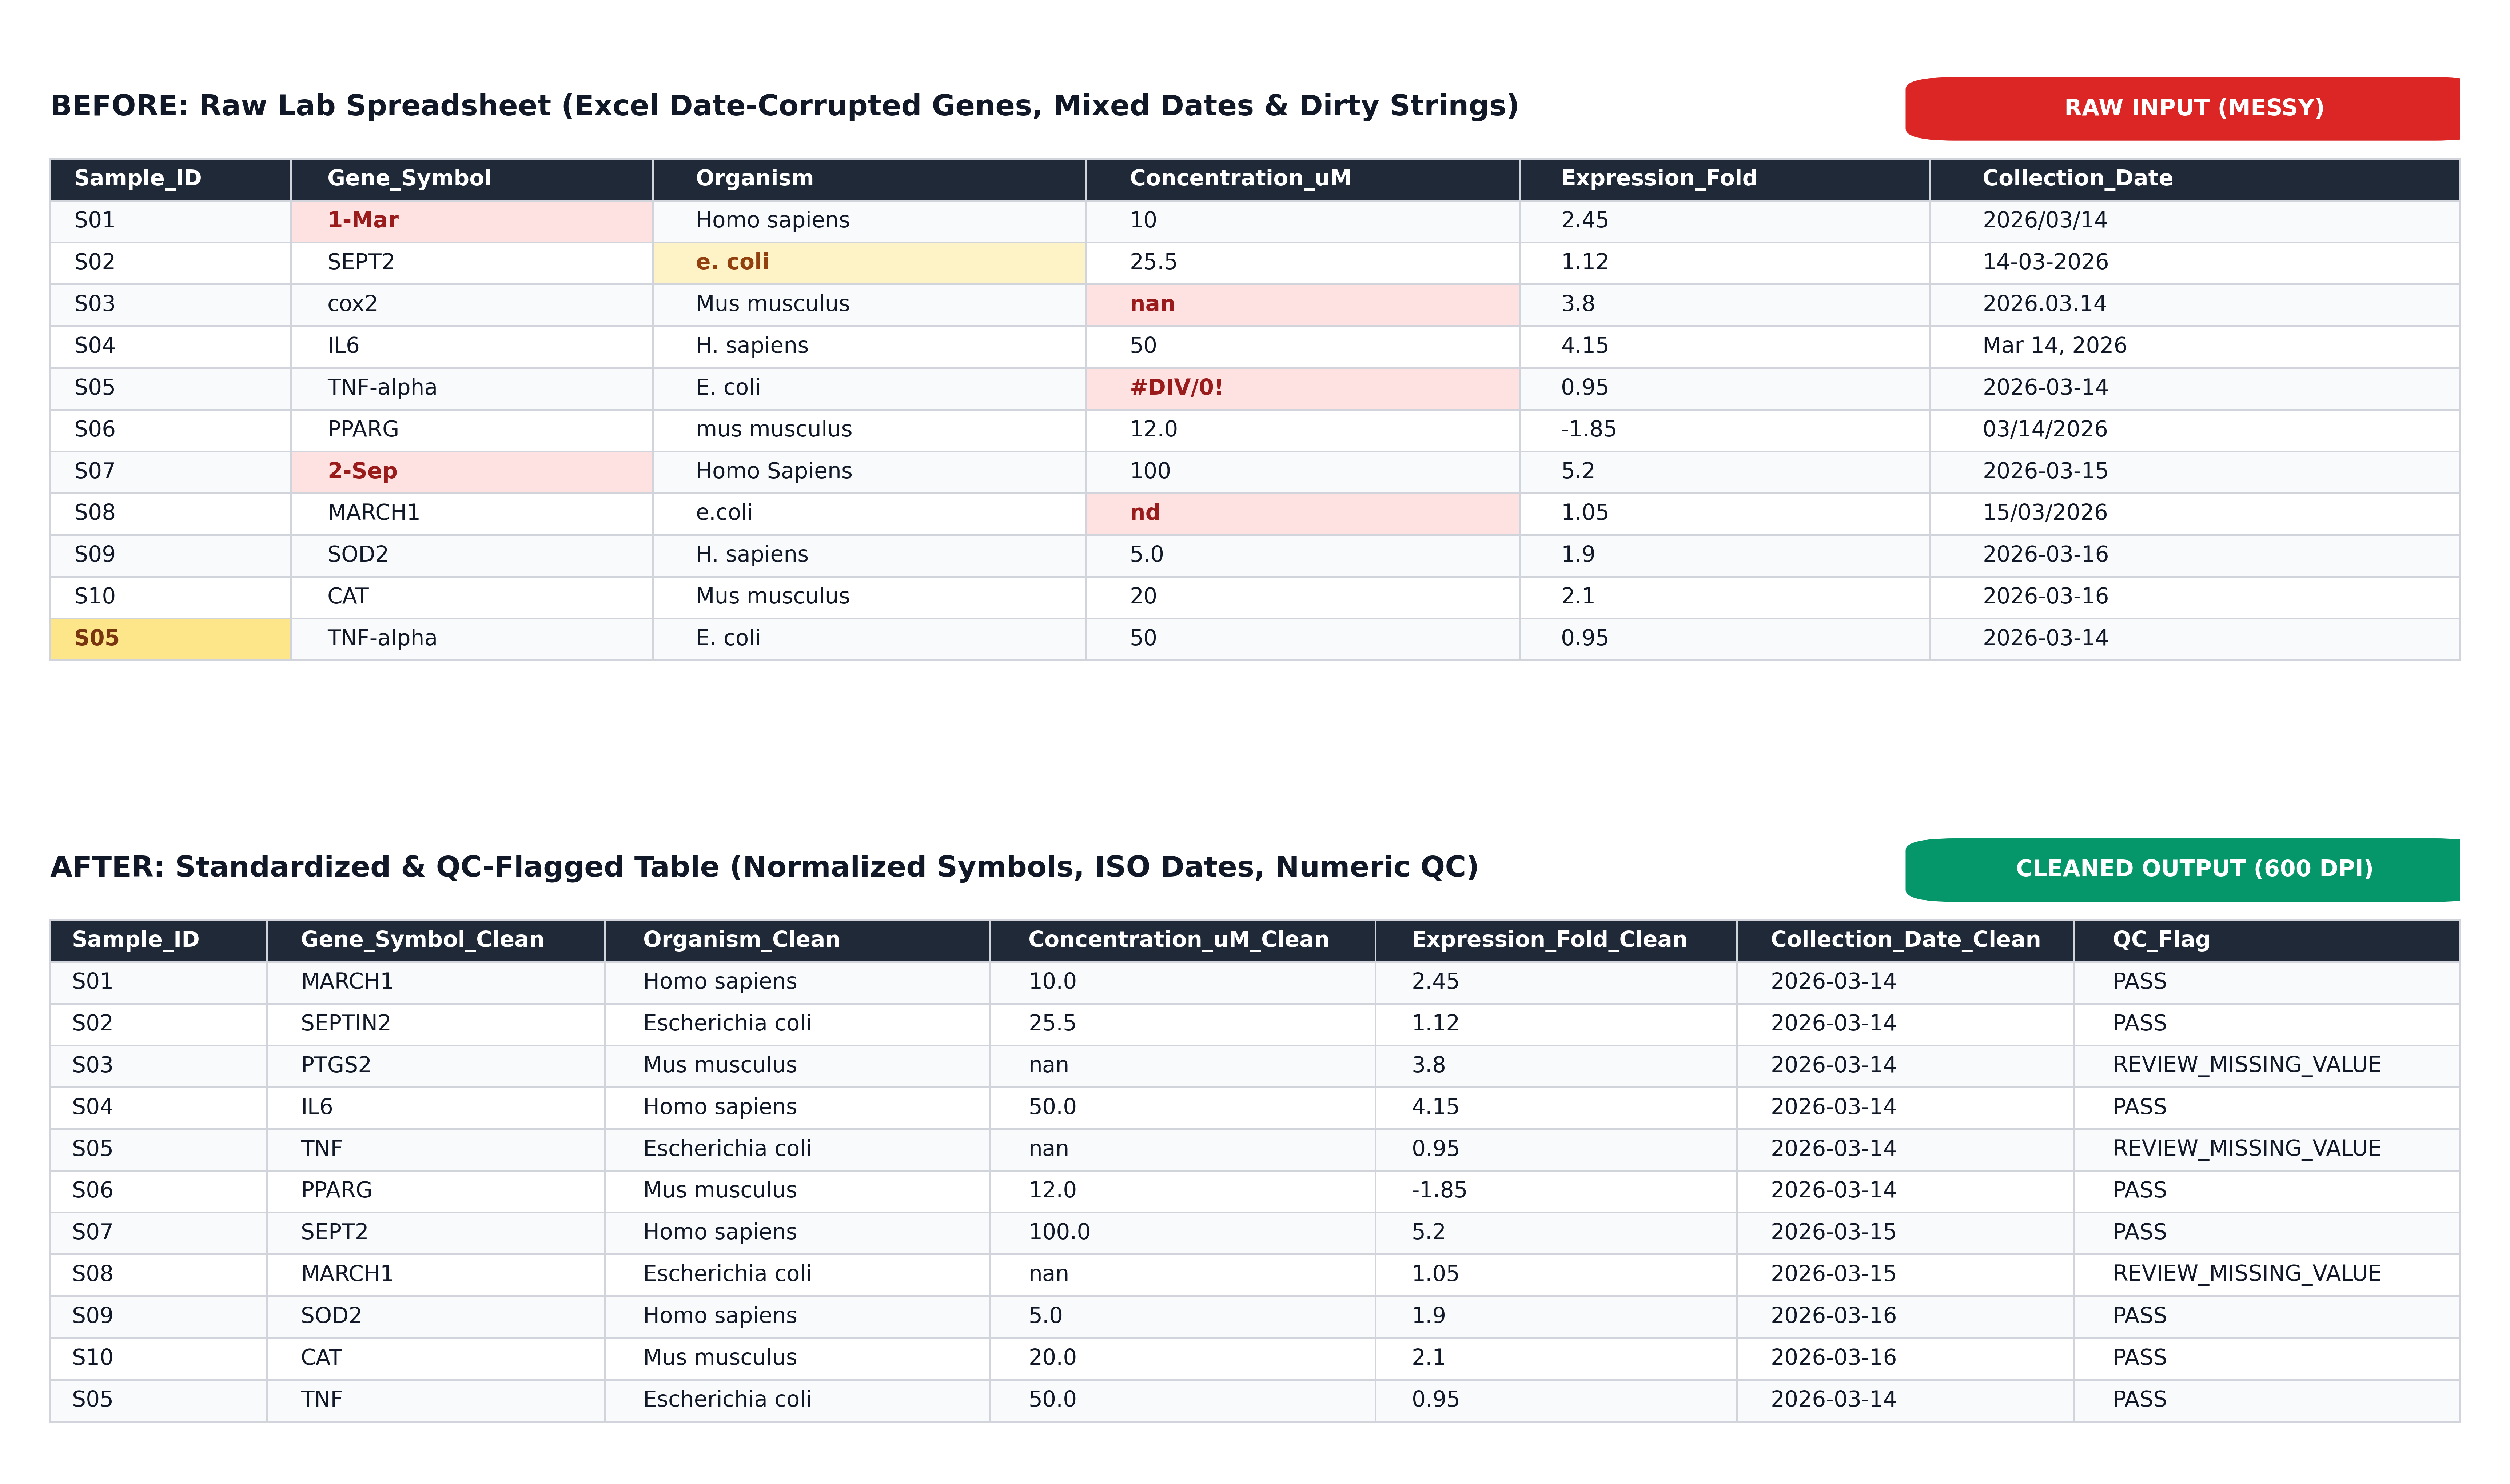 BEFORE: Raw Lab Spreadsheet (Excel Date-Corrupted Genes, Mixed Dates & Dirty Strings)
RAW INPUT (MESSY)
Sample_ID Gene_Symbol Organism Concentration_uM Expression_Fold Collection_Date
S01 1-Mar Homo sapiens 10 2.45 2026/03/14
S02 SEPT2 e. coli 25.5 1.12 14-03-2026
S03 cox2 Mus musculus nan 3.8 2026.03.14
S04 IL6 H. sapiens 50 4.15 Mar 14, 2026
S05 TNF-alpha E. coli #DIV/0! 0.95 2026-03-14
S06 PPARG mus musculus 12.0 -1.85 03/14/2026
S07 2-Sep Homo Sapiens 100 5.2 2026-03-15
S08 MARCH1 e.coli nd 1.05 15/03/2026
S09 SOD2 H. sapiens 5.0 1.9 2026-03-16
S10 CAT Mus musculus 20 2.1 2026-03-16
S05 TNF-alpha E. coli 50 0.95 2026-03-14
AFTER: Standardized & QC-Flagged Table (Normalized Symbols, ISO Dates, Numeric QC)
CLEANED OUTPUT (600 DPI)
Sample_ID Gene_Symbol_Clean Organism_Clean Concentration_uM_Clean Expression_Fold_Clean Collection_Date_Clean QC_Flag
S01 MARCH1 Homo sapiens 10.0 2.45 2026-03-14 PASS
S02 SEPTIN2 Escherichia coli 25.5 1.12 2026-03-14 PASS
S03 PTGS2 Mus musculus nan 3.8 2026-03-14 REVIEW_MISSING_VALUE
S04 IL6 Homo sapiens 50.0 4.15 2026-03-14 PASS
S05 TNF Escherichia coli nan 0.95 2026-03-14 REVIEW_MISSING_VALUE
S06 PPARG Mus musculus 12.0 -1.85 2026-03-14 PASS
S07 SEPT2 Homo sapiens 100.0 5.2 2026-03-15 PASS
S08 MARCH1 Escherichia coli nan 1.05 2026-03-15 REVIEW_MISSING_VALUE
S09 SOD2 Homo sapiens 5.0 1.9 2026-03-16 PASS
S10 CAT Mus musculus 20.0 2.1 2026-03-16 PASS
S05 TNF Escherichia coli 50.0 0.95 2026-03-14 PASS